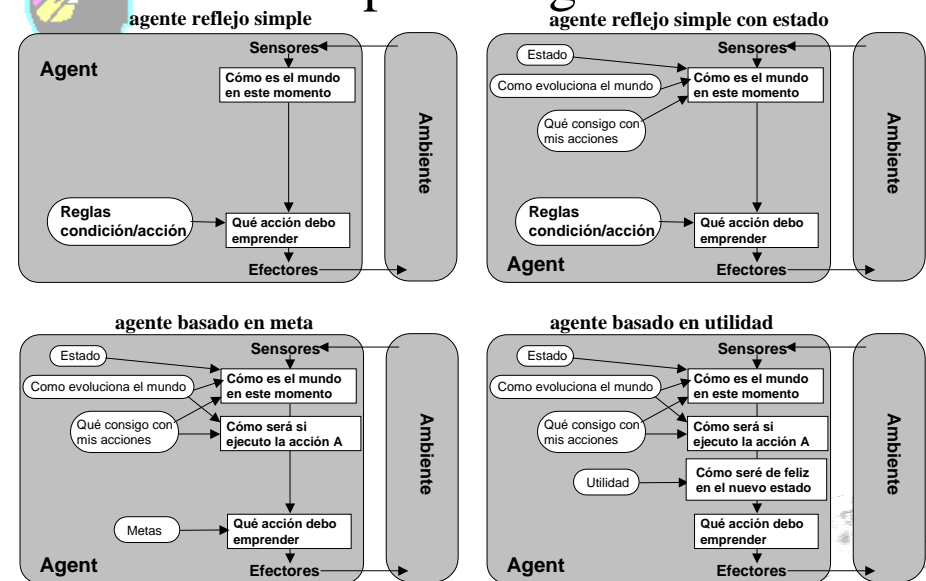 agente reflejo simple
Agent
Sensores
Cómo es el mundo
en este momento
Reglas
condición/acción
Qué acción debo
emprender
Efectores
Ambiente
agente reflejo simple con estado
Sensores
Estado
Como evoluciona el mundo
Qué consigo con
mis acciones
Cómo es el mundo
en este momento
Reglas
condición/acción
Qué acción debo
emprender
Agent
Efectores
Ambiente
agente basado en meta
Sensores
Estado
Como evoluciona el mundo
Qué consigo con
mis acciones
Cómo es el mundo
en este momento
Cómo será si
ejecuto la acción A
Metas
Qué acción debo
emprender
Agent
Efectores
Ambiente
agente basado en utilidad
Sensores
Estado
Como evoluciona el mundo
Qué consigo con
mis acciones
Cómo es el mundo
en este momento
Cómo será si
ejecuto la acción A
Utilidad
Cómo seré de feliz
en el nuevo estado
Qué acción debo
emprender
Agent
Efectores
Ambiente